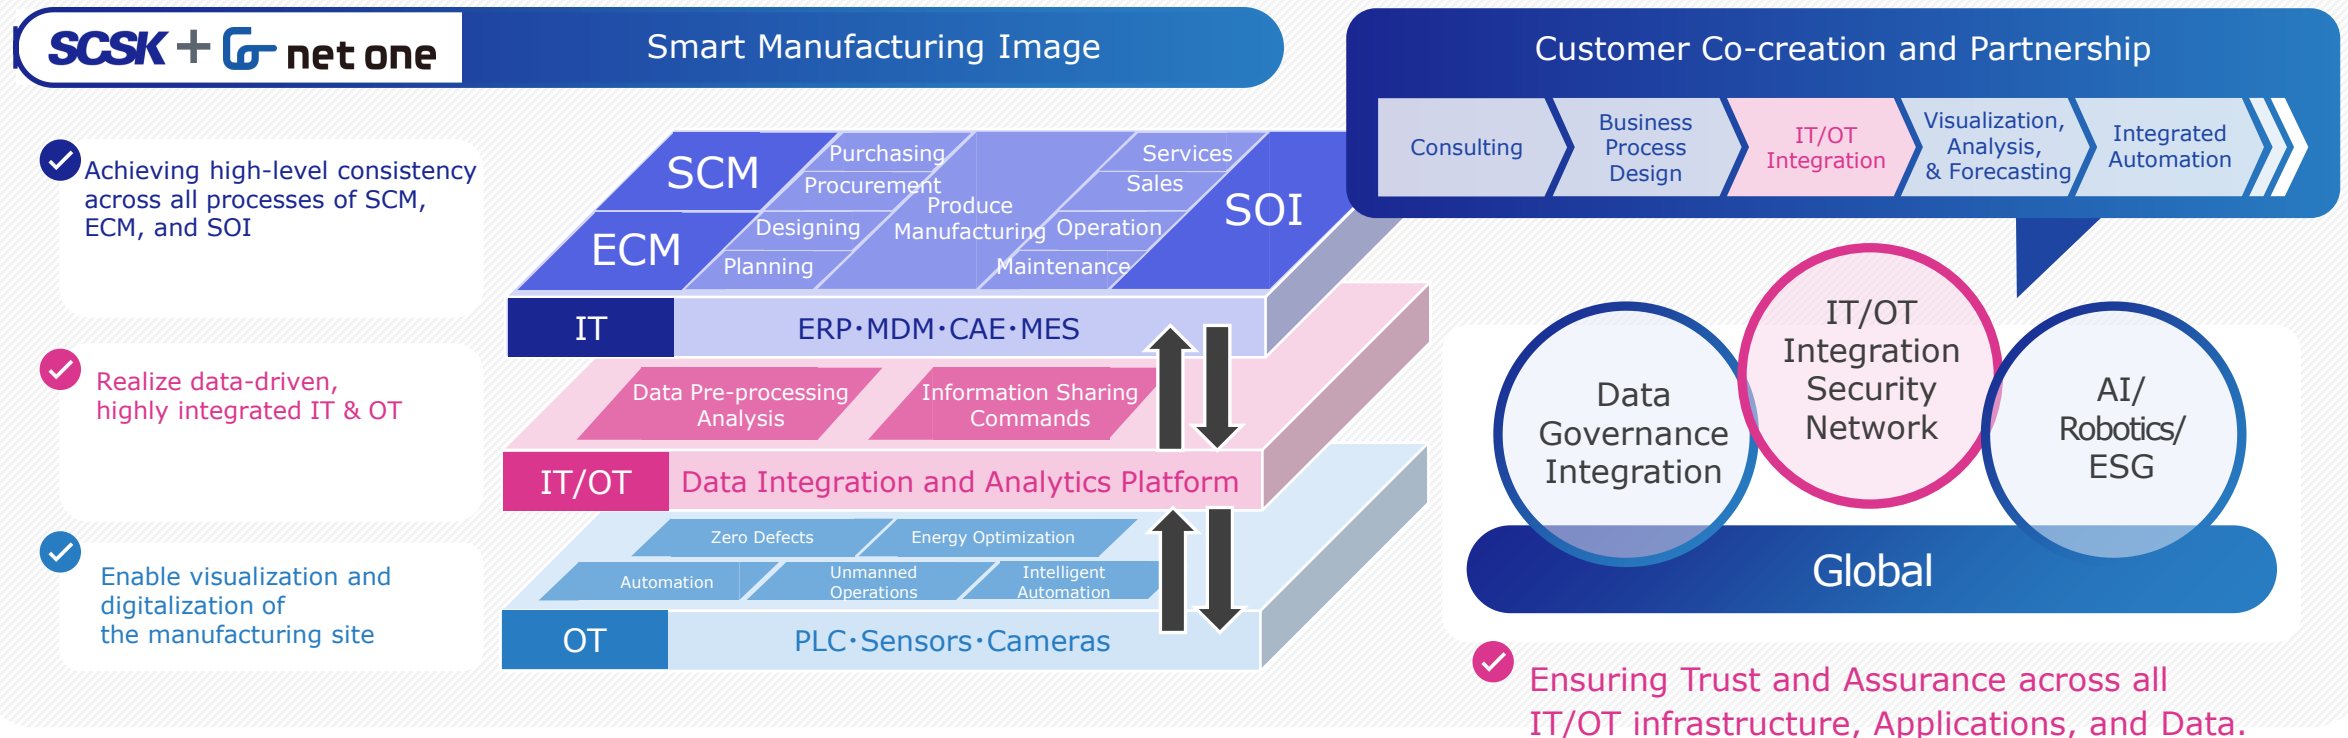 SCSK + net one
Smart Manufacturing Image
Achieving high-level consistency
across all processes of SCM,
ECM, and SOI
Realize data-driven,
highly integrated IT & OT
Enable visualization and
digitalization of
the manufacturing site
SCM
Purchasing
Procurement
ECM
Designing
Planning
Produce
Manufacturing
Services
Sales
Operation
Maintenance
SOI
IT
ERP・MDM・CAE・MES
Data Pre-processing
Analysis
Information Sharing
Commands
IT/OT
Data Integration and Analytics Platform
Zero Defects
Energy Optimization
Automation
Unmanned
Operations
Intelligent
Automation
OT
PLC・Sensors・Cameras
Customer Co-creation and Partnership
Consulting
Business
Process
Design
IT/OT
Integration
Visualization,
Analysis,
& Forecasting
Integrated
Automation
Data
Governance
Integration
IT/OT
Integration
Security
Network
AI/
Robotics/
ESG
Global
Ensuring Trust and Assurance across all
IT/OT infrastructure, Applications, and Data.